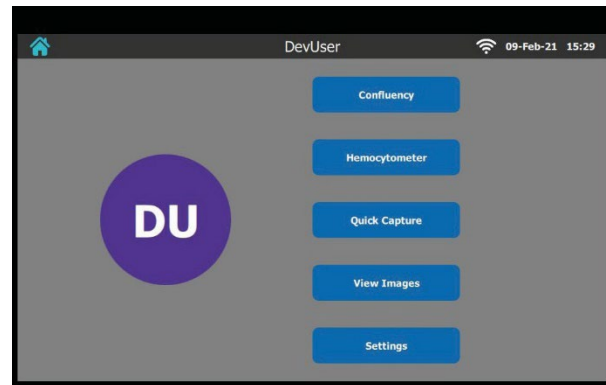 DevUser 09-Feb-21 15:29
Confluency
Hemocytometer
DU
Quick Capture
View Images
Settings